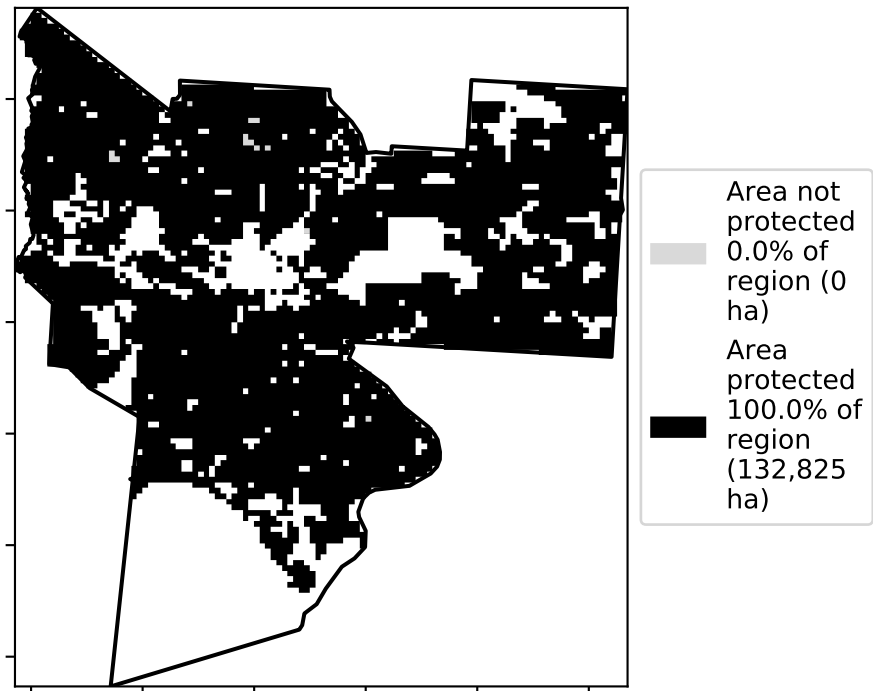 Area not
protected
0.0% of
region (0
ha)
Area
protected
100.0% of
region
(132,825
ha)